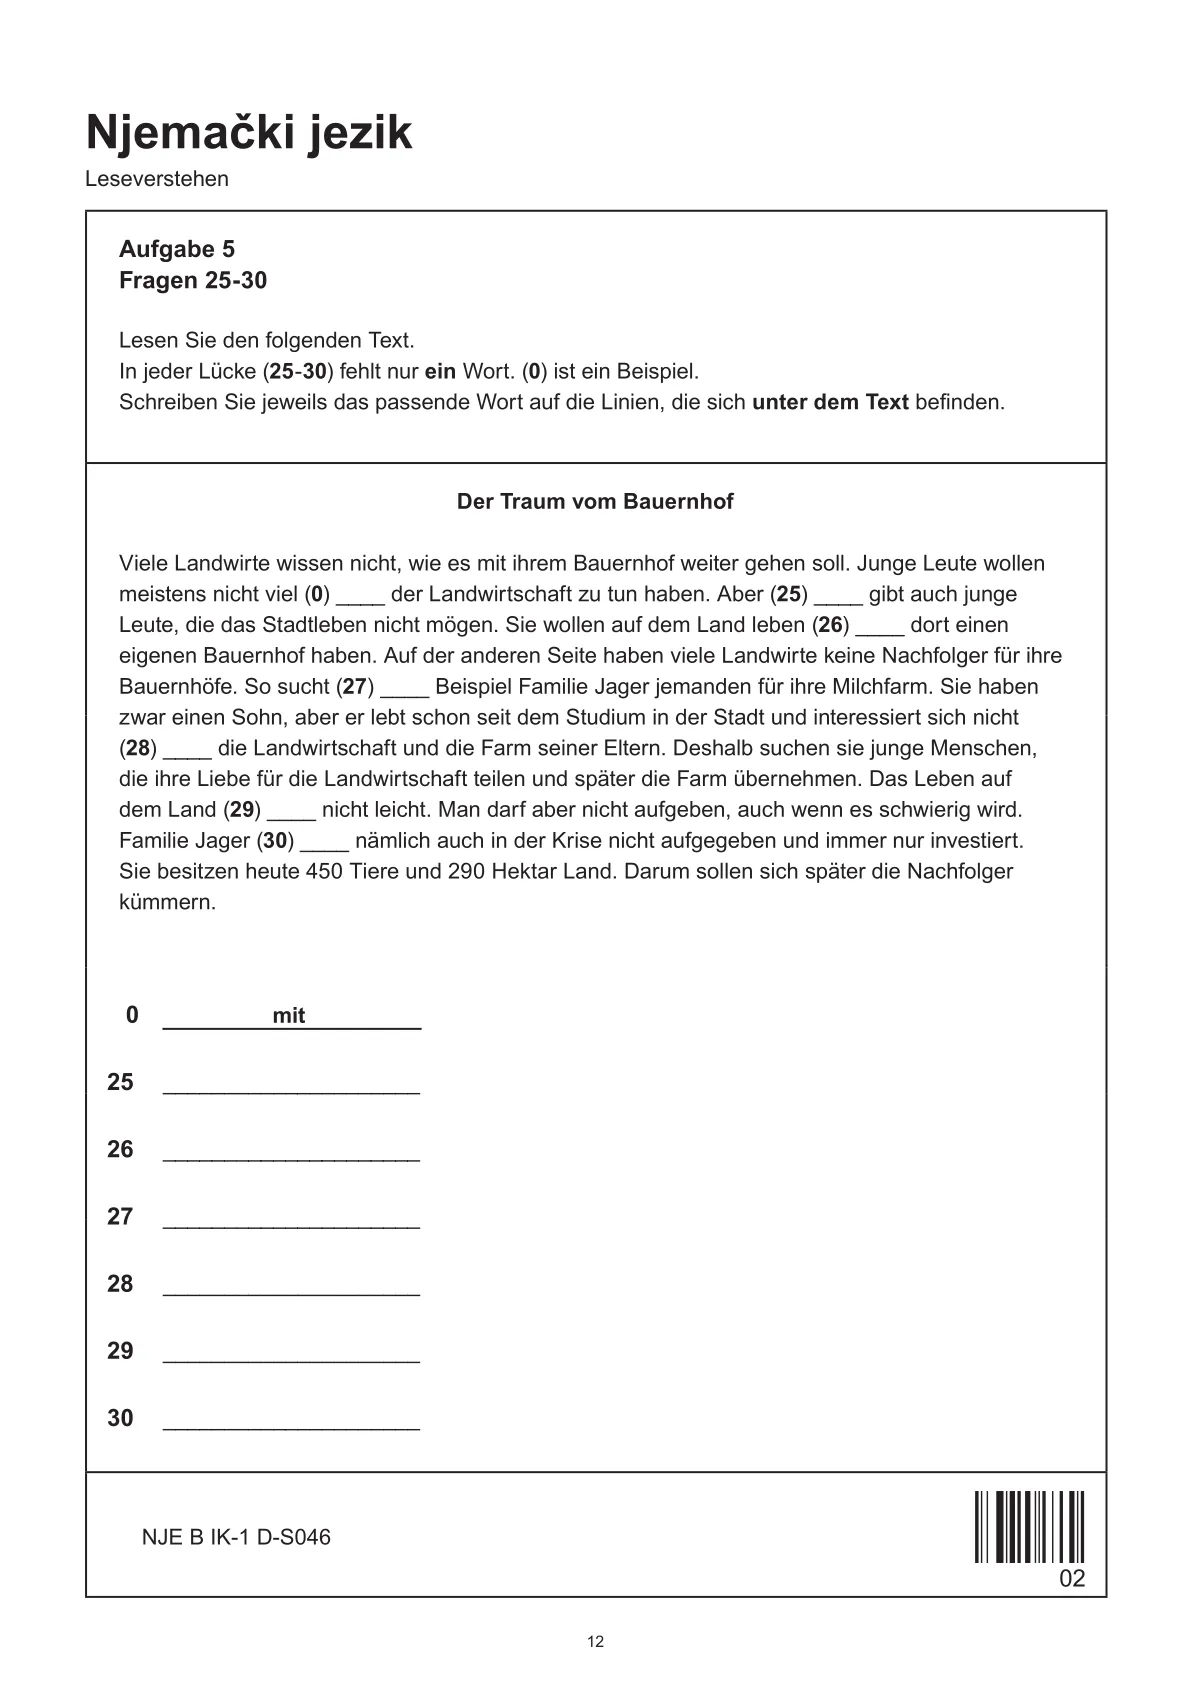 Njemački jezik
Leseverstehen
Aufgabe 5
Fragen 25-30
Lesen Sie den folgenden Text.
In jeder Lücke (25-30) fehlt nur ein Wort. (0) ist ein Beispiel.
Schreiben Sie jeweils das passende Wort auf die Linien, die sich unter dem Text befinden.
Der Traum vom Bauernhof
Viele Landwirte wissen nicht, wie es mit ihrem Bauernhof weiter gehen soll. Junge Leute wollen
meistens nicht viel (0) ____ der Landwirtschaft zu tun haben. Aber (25) ____ gibt auch junge
Leute, die das Stadtleben nicht mögen. Sie wollen auf dem Land leben (26) ____ dort einen
eigenen Bauernhof haben. Auf der anderen Seite haben viele Landwirte keine Nachfolger für ihre
Bauernhöfe. So sucht (27) ____ Beispiel Familie Jager jemanden für ihre Milchfarm. Sie haben
zwar einen Sohn, aber er lebt schon seit dem Studium in der Stadt und interessiert sich nicht
(28) ____ die Landwirtschaft und die Farm seiner Eltern. Deshalb suchen sie junge Menschen,
die ihre Liebe für die Landwirtschaft teilen und später die Farm übernehmen. Das Leben auf
dem Land (29) ____ nicht leicht. Man darf aber nicht aufgeben, auch wenn es schwierig wird.
Familie Jager (30) ____ nämlich auch in der Krise nicht aufgegeben und immer nur investiert.
Sie besitzen heute 450 Tiere und 290 Hektar Land. Darum sollen sich später die Nachfolger
kümmern.
0 mit
25 _____________________
26 _____________________
27 _____________________
28 _____________________
29 _____________________
30 _____________________
NJE B IK-1 D-S046
02
12